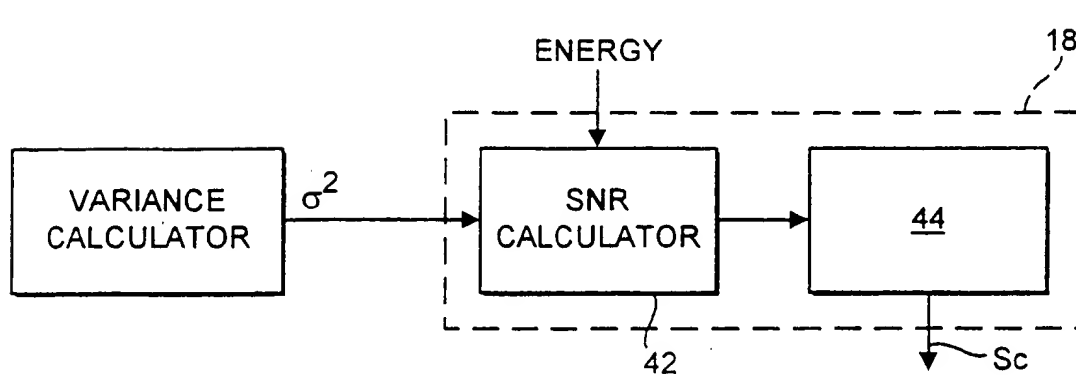 ENERGY
18
VARIANCE
CALCULATOR
σ²
SNR
CALCULATOR
44
42
Sc